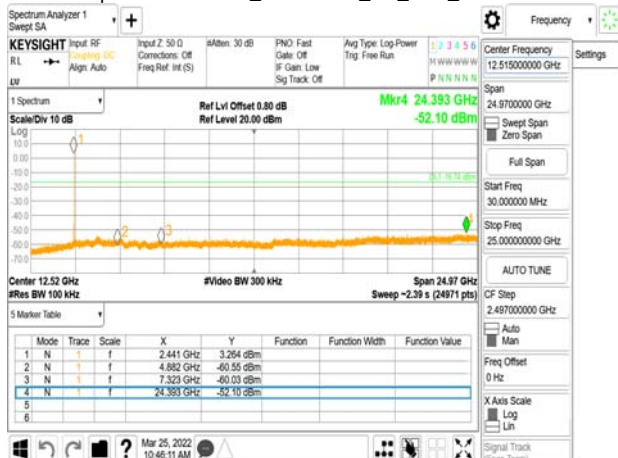 Spectrum Analyzer 1
Swept SA
+
Frequency
KEYSIGHT Input: RF Input Z: 50 Ω #Atten: 30 dB PNO: Fast Avg Type: Log-Power 1 2 3 4 5 6
RL Coupling: DC Corrections: Off Gate: Off Trig: Free Run M W W W W W
Align: Auto Freq Ref: Int (S) IF Gain: Low P N N N N N
Sig Track: Off
1 Spectrum
Ref Lvl Offset 0.80 dB Mkr4 24.393 GHz
Scale/Div 10 dB Ref Level 20.00 dBm -52.10 dBm
Log
10.0
0.00
-10.0
-20.0
-30.0
-40.0
-50.0
-60.0
-70.0
1
2
3
4
Center 12.52 GHz #Video BW 300 kHz Span 24.97 GHz
#Res BW 100 kHz Sweep ~2.39 s (24971 pts)
5 Marker Table
Mode Trace Scale X Y Function Function Width Function Value
1 N 1 f 2.441 GHz 3.264 dBm
2 N 1 f 4.882 GHz -60.55 dBm
3 N 1 f 7.323 GHz -60.03 dBm
4 N 1 f 24.393 GHz -52.10 dBm
5
6
Mar 25, 2022
10:46:11 AM
?
Center Frequency
12.515000000 GHz
Settings
Span
24.9700000 GHz
Swept Span
Zero Span
Full Span
Start Freq
30.000000 MHz
Stop Freq
25.000000000 GHz
AUTO TUNE
CF Step
2.497000000 GHz
Auto
Man
Freq Offset
0 Hz
X Axis Scale
Log
Lin
Signal Track